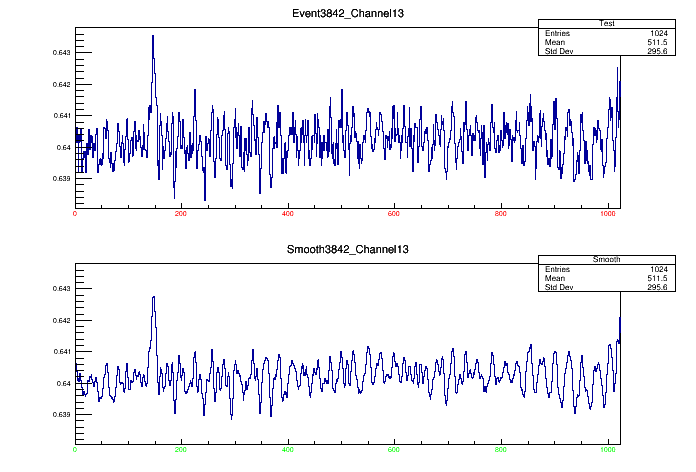 Event3842_Channel13
Test
Entries 1024
Mean 511.5
Std Dev 295.6
0.643
0.642
0.641
0.64
0.639
0 200 400 600 800 1000
Smooth3842_Channel13
Smooth
Entries 1024
Mean 511.5
Std Dev 295.6
0.643
0.642
0.641
0.64
0.639
0 200 400 600 800 1000